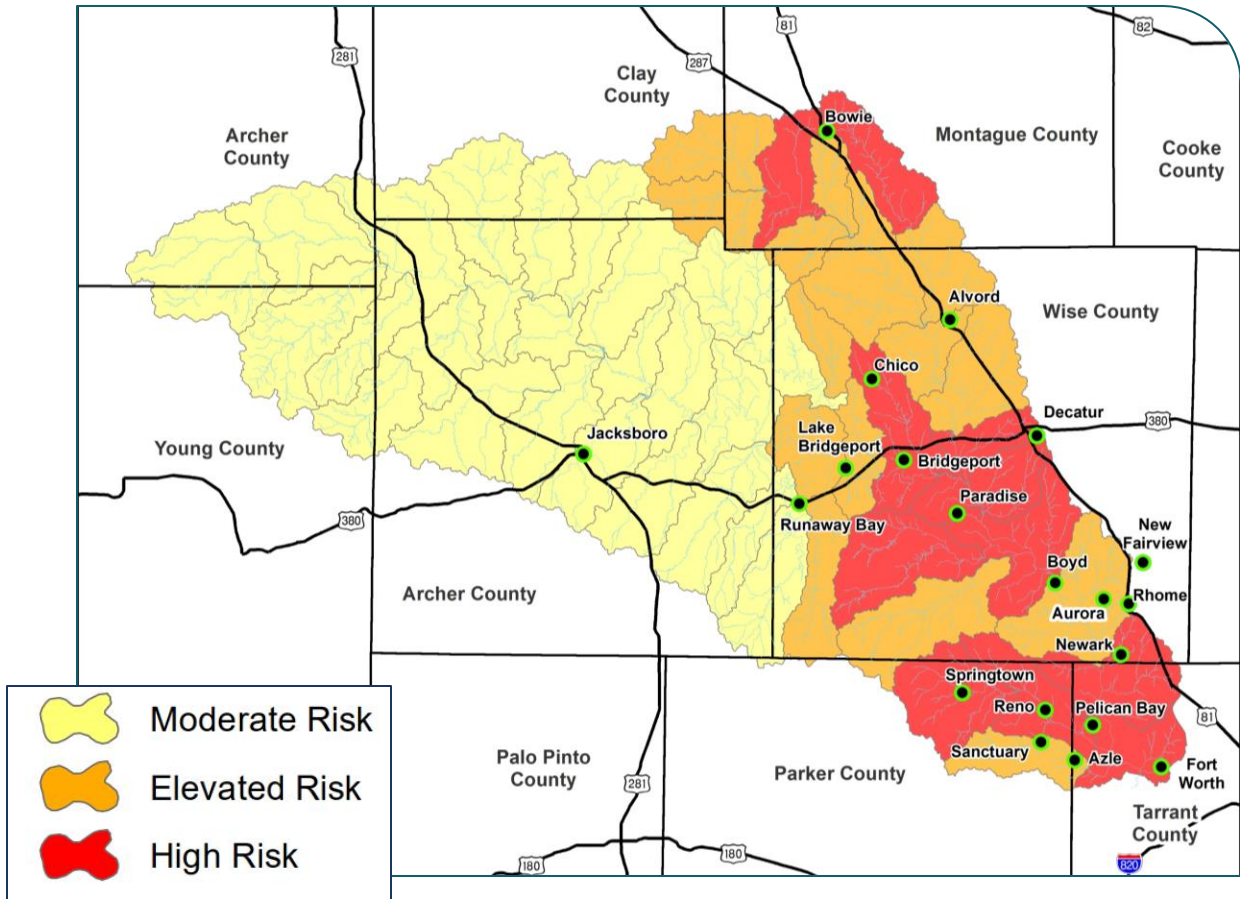 81
82
281
287
Clay
County
Bowie
Archer
County
Montague County
Cooke
County
Alvord
Wise County
Chico
Decatur
380
Jacksboro
Lake
Bridgeport
Young County
Bridgeport
Paradise
380
Runaway Bay
New
Fairview
Boyd
Archer County
Aurora
Rhome
Newark
Springtown
Reno
Pelican Bay
81
Sanctuary
Azle
Palo Pinto
County
Parker County
Fort
Worth
281
Tarrant
County
180
180
820
Moderate Risk
Elevated Risk
High Risk